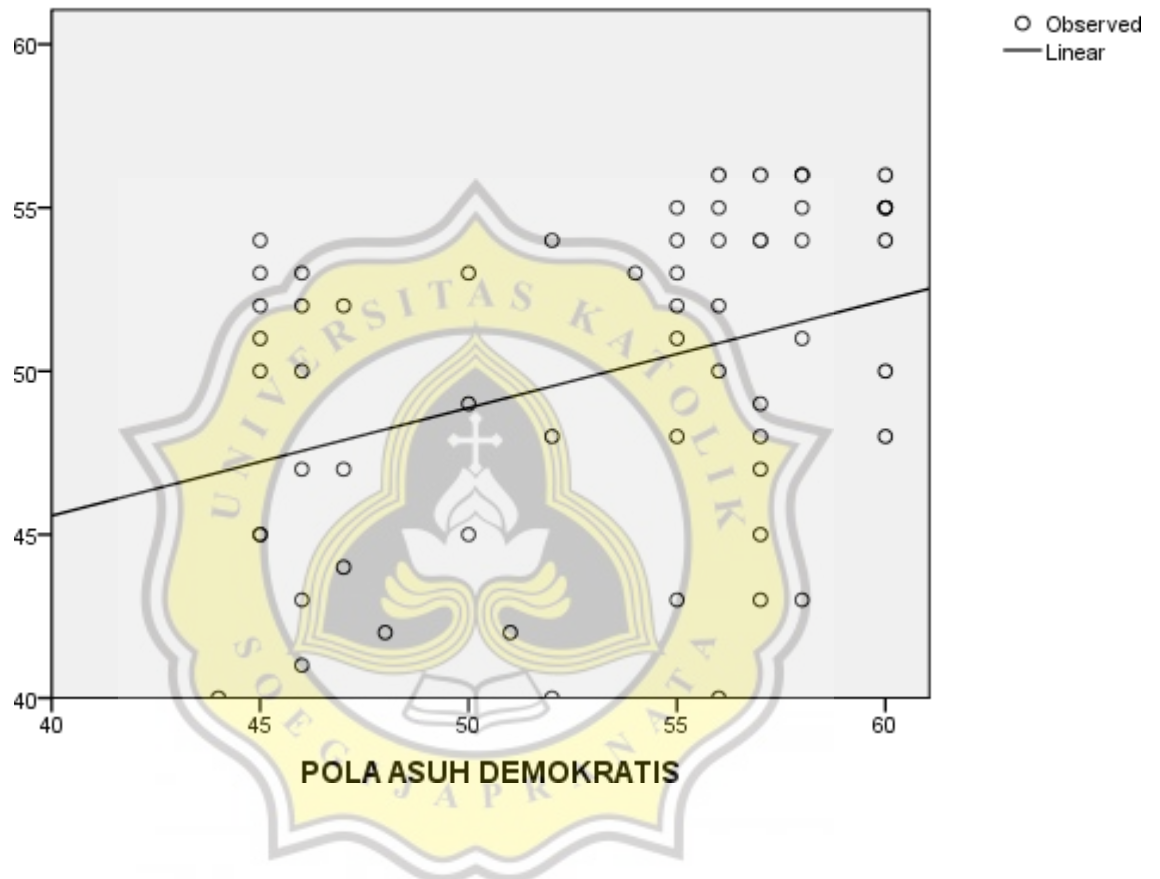 Observed
Linear
60
55
50
45
40
40 45 50 55 60
POLA ASUH DEMOKRATIS
UNIVERSITAS KATOLIK
SOEGIJAPRANATA